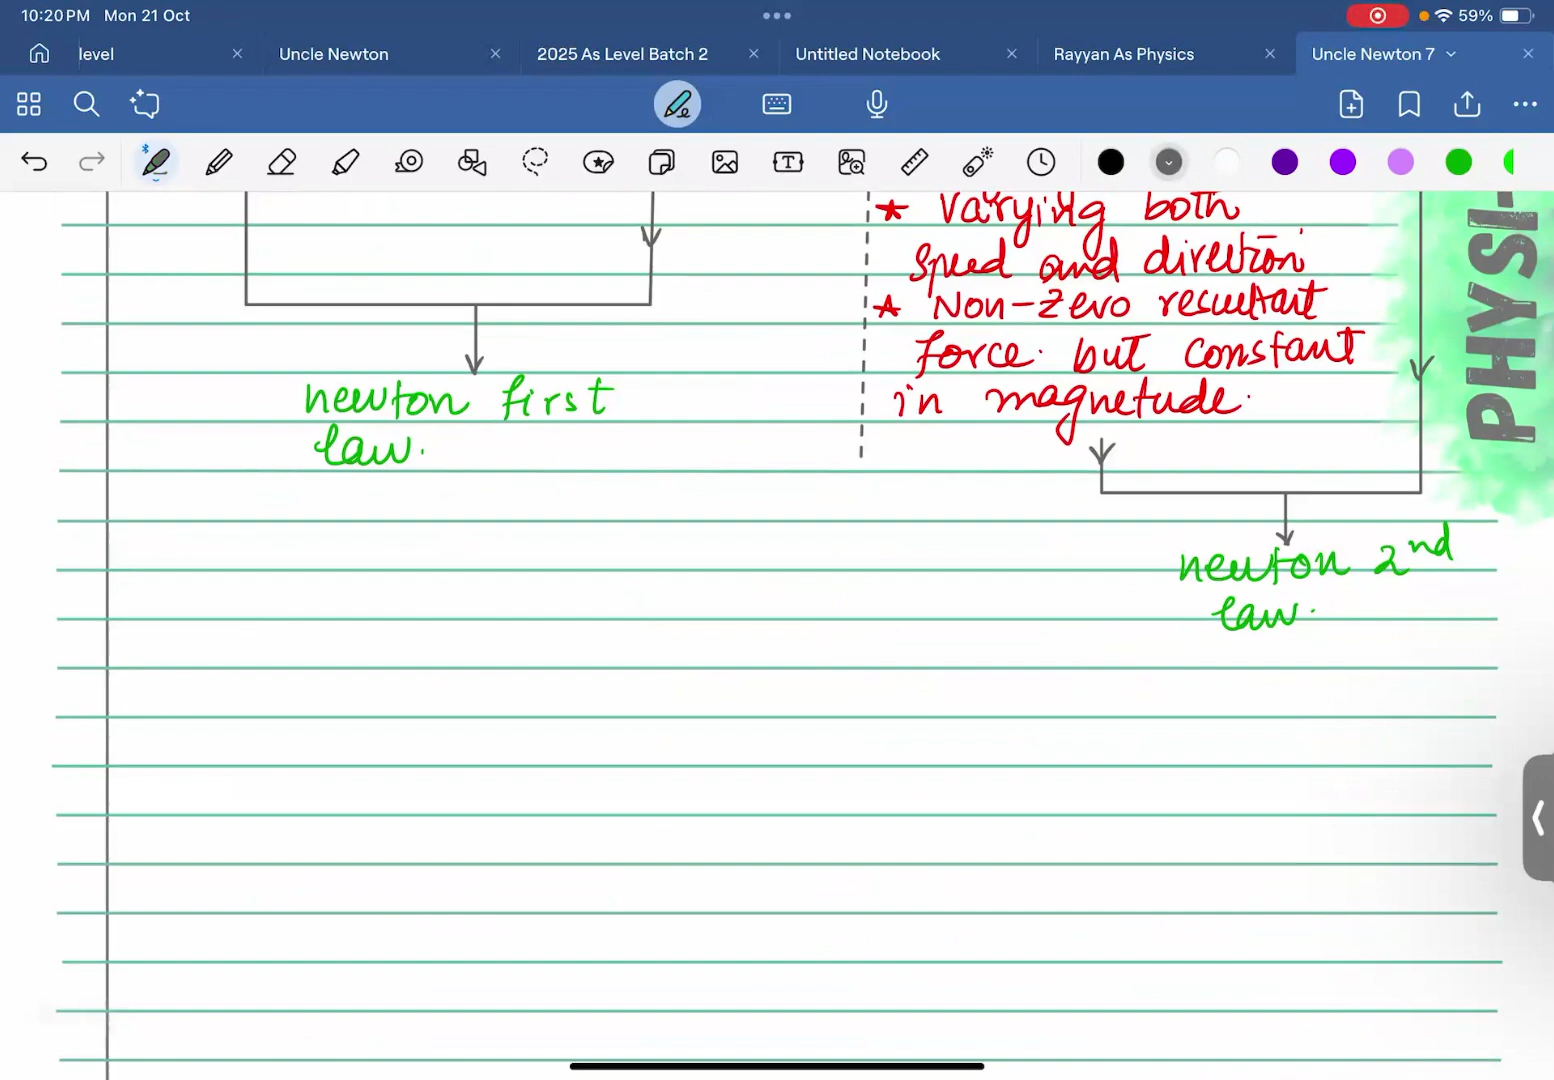 10:20 PM Mon 21 Oct
59%
level
Uncle Newton
2025 As Level Batch 2
Untitled Notebook
Rayyan As Physics
Uncle Newton 7
* Varying both
speed and direction
* Non-Zero resultant
force. but constant
in magnetude.
newton first
law.
newton 2nd
law.
PHYSI